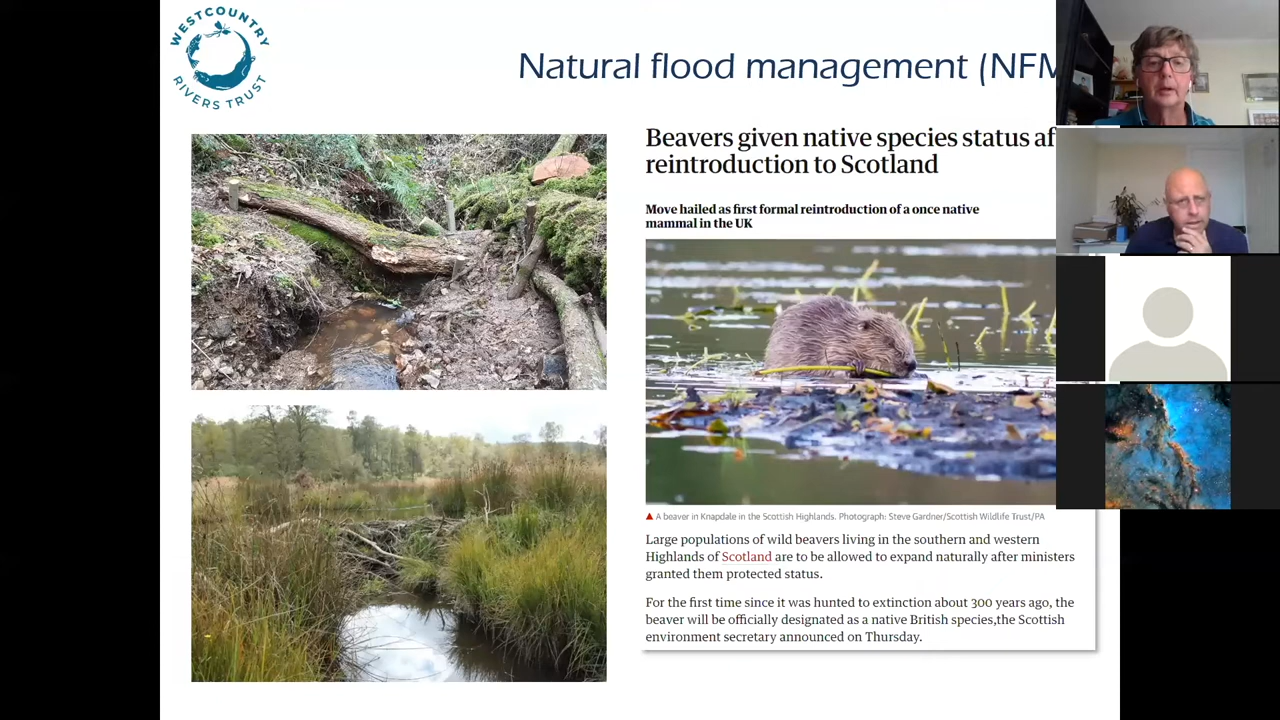 WESTCOUNTRY
RIVERS TRUST
Natural flood management (NFM
Beavers given native species status af
reintroduction to Scotland
Move hailed as first formal reintroduction of a once native
mammal in the UK
▲ A beaver in Knapdale in the Scottish Highlands. Photograph: Steve Gardner/Scottish Wildlife Trust/PA
Large populations of wild beavers living in the southern and western
Highlands of Scotland are to be allowed to expand naturally after ministers
granted them protected status.
For the first time since it was hunted to extinction about 300 years ago, the
beaver will be officially designated as a native British species,the Scottish
environment secretary announced on Thursday.